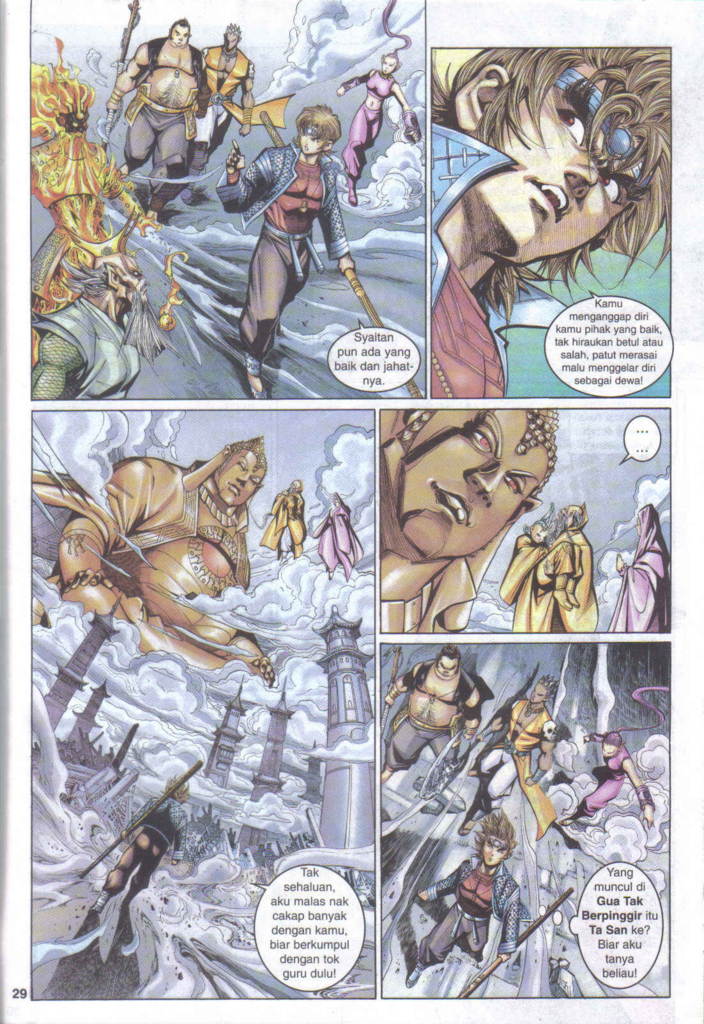 Syaitan
pun ada yang
baik dan jahat-
nya.
Kamu
menganggap diri
kamu pihak yang baik,
tak hiraukan betul atau
salah, patut merasai
malu menggelar diri
sebagai dewa!
...
...
Tak
sehaluan,
aku malas nak
cakap banyak
dengan kamu,
biar berkumpul
dengan tok
guru dulu!
Yang
muncul di
Gua Tak
Berpinggir itu
Ta San ke?
Biar aku
tanya
beliau!
29